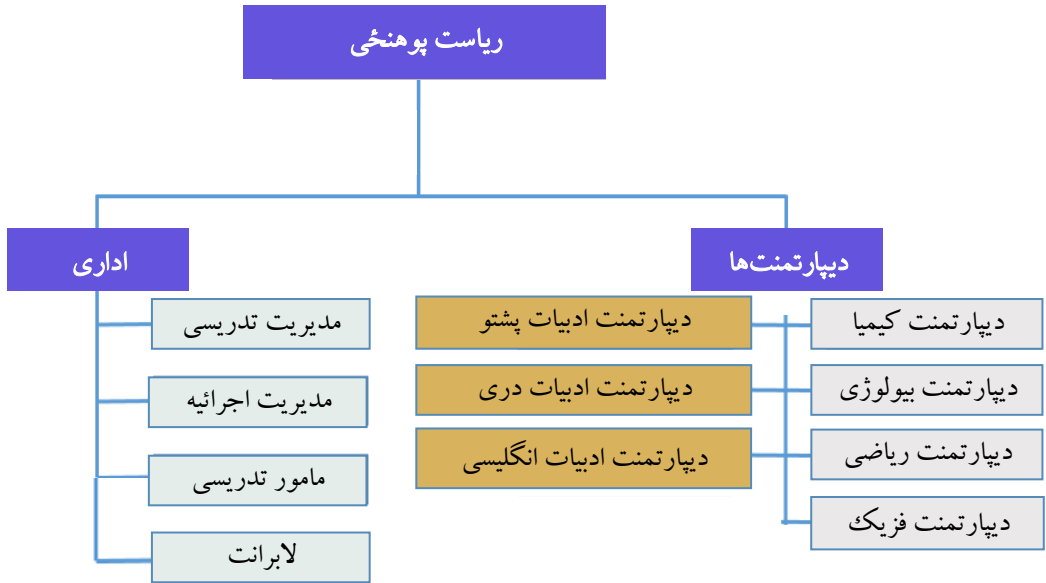 ریاست پوهنځی
دیپارتمنت‌ها
اداری
دیپارتمنت کیمیا
دیپارتمنت ادبیات پشتو
مدیریت تدریسی
دیپارتمنت بیولوژی
دیپارتمنت ادبیات دری
مدیریت اجرائیه
دیپارتمنت ریاضی
دیپارتمنت ادبیات انگلیسی
مامور تدریسی
دیپارتمنت فزیک
لابرانت